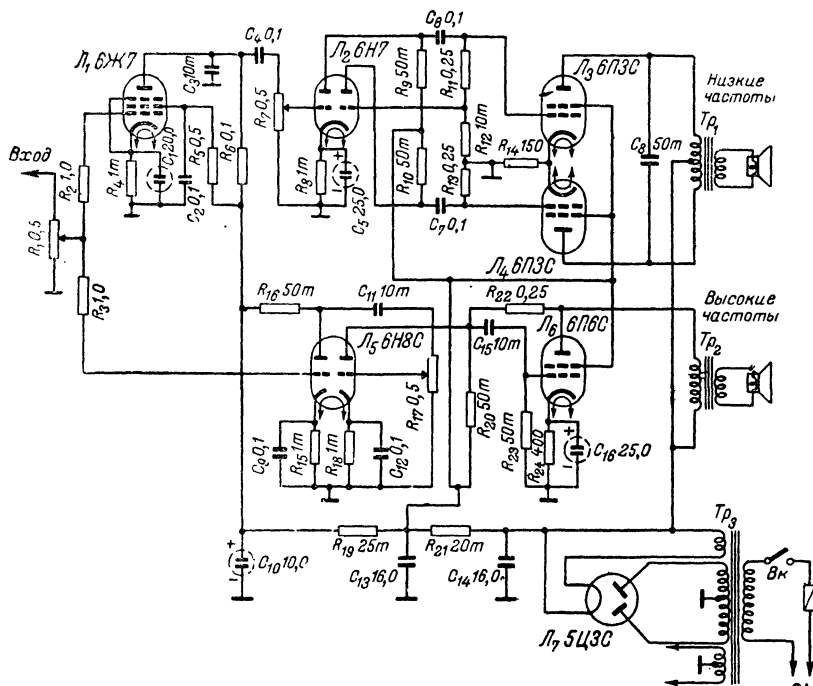 C₄ 0,1
C₈ 0,1
Л₁ 6Ж7
C₃ 10т
Л₂ 6Н7
R₉ 50т
R₁₁ 0,25
Л₃ 6П3С
Низкие частоты
Тр₁
R₇ 0,5
R₁₂ 10т
C₈ 50т
Вход
R₂ 1,0
R₄ 1т
C₂ 0,1
R₅ 0,5
R₆ 0,1
R₈ 1т
C₅ 25,0
R₁₀ 50т
R₁₃ 0,25
R₁₄ 150
R₁ 0,5
C₇ 0,1
Л₄ 6П3С
R₃ 1,0
R₁₆ 50т
C₁₁ 10т
R₂₂ 0,25
Высокие частоты
Л₅ 6Н8С
C₁₅ 10т
Л₆ 6П6С
Тр₂
R₁₇ 0,5
R₂₀ 50т
C₉ 0,1
R₁₅ 1т
R₁₈ 1т
C₁₂ 0,1
R₂₃ 50т
R₂₄ 400
C₁₆ 25,0
Тр₃
C₁₀ 10,0
R₁₉ 25т
R₂₁ 20т
C₁₃ 16,0
C₁₄ 16,0
Вк
Л₇ 5Ц3С